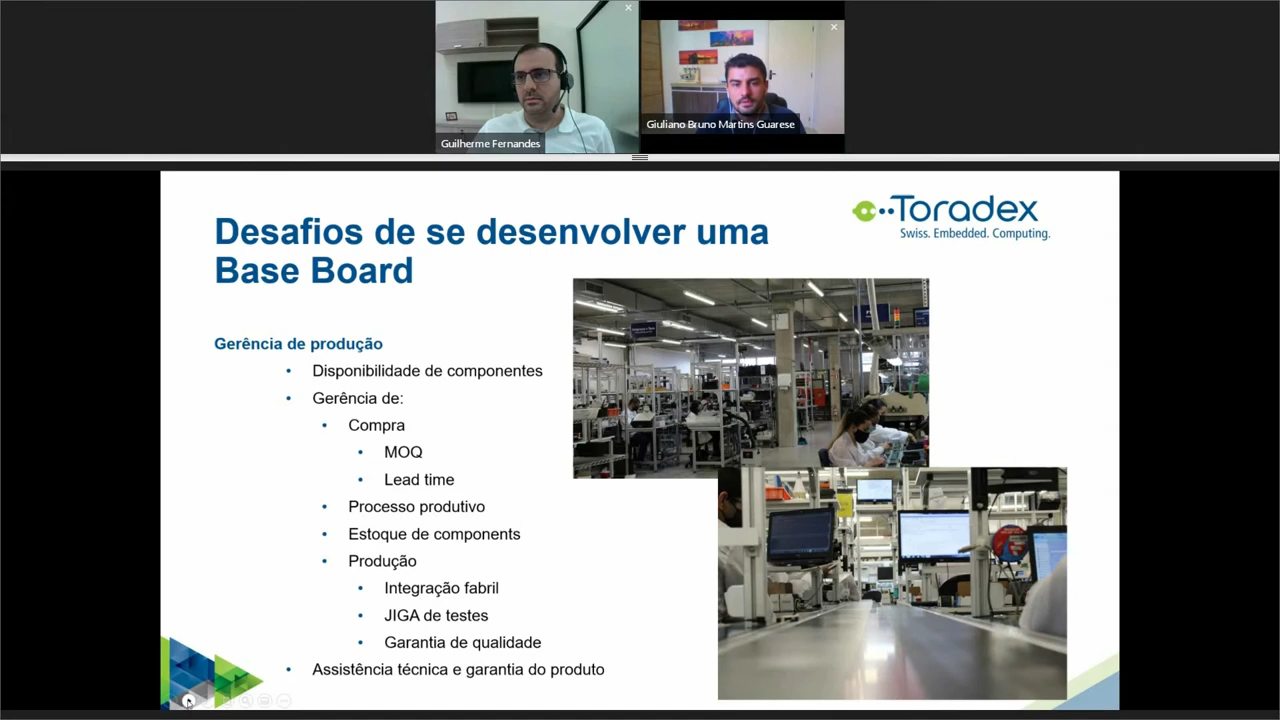 Guilherme Fernandes
Giuliano Bruno Martins Guarese
Toradex
Swiss. Embedded. Computing.
Desafios de se desenvolver uma
Base Board
Gerência de produção
• Disponibilidade de componentes
• Gerência de:
• Compra
• MOQ
• Lead time
• Processo produtivo
• Estoque de components
• Produção
• Integração fabril
• JIGA de testes
• Garantia de qualidade
• Assistência técnica e garantia do produto